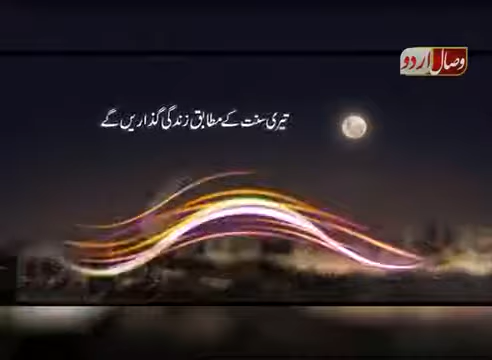 وصال اردو
تیری سنت کے مطابق زندگی گذاریں گے